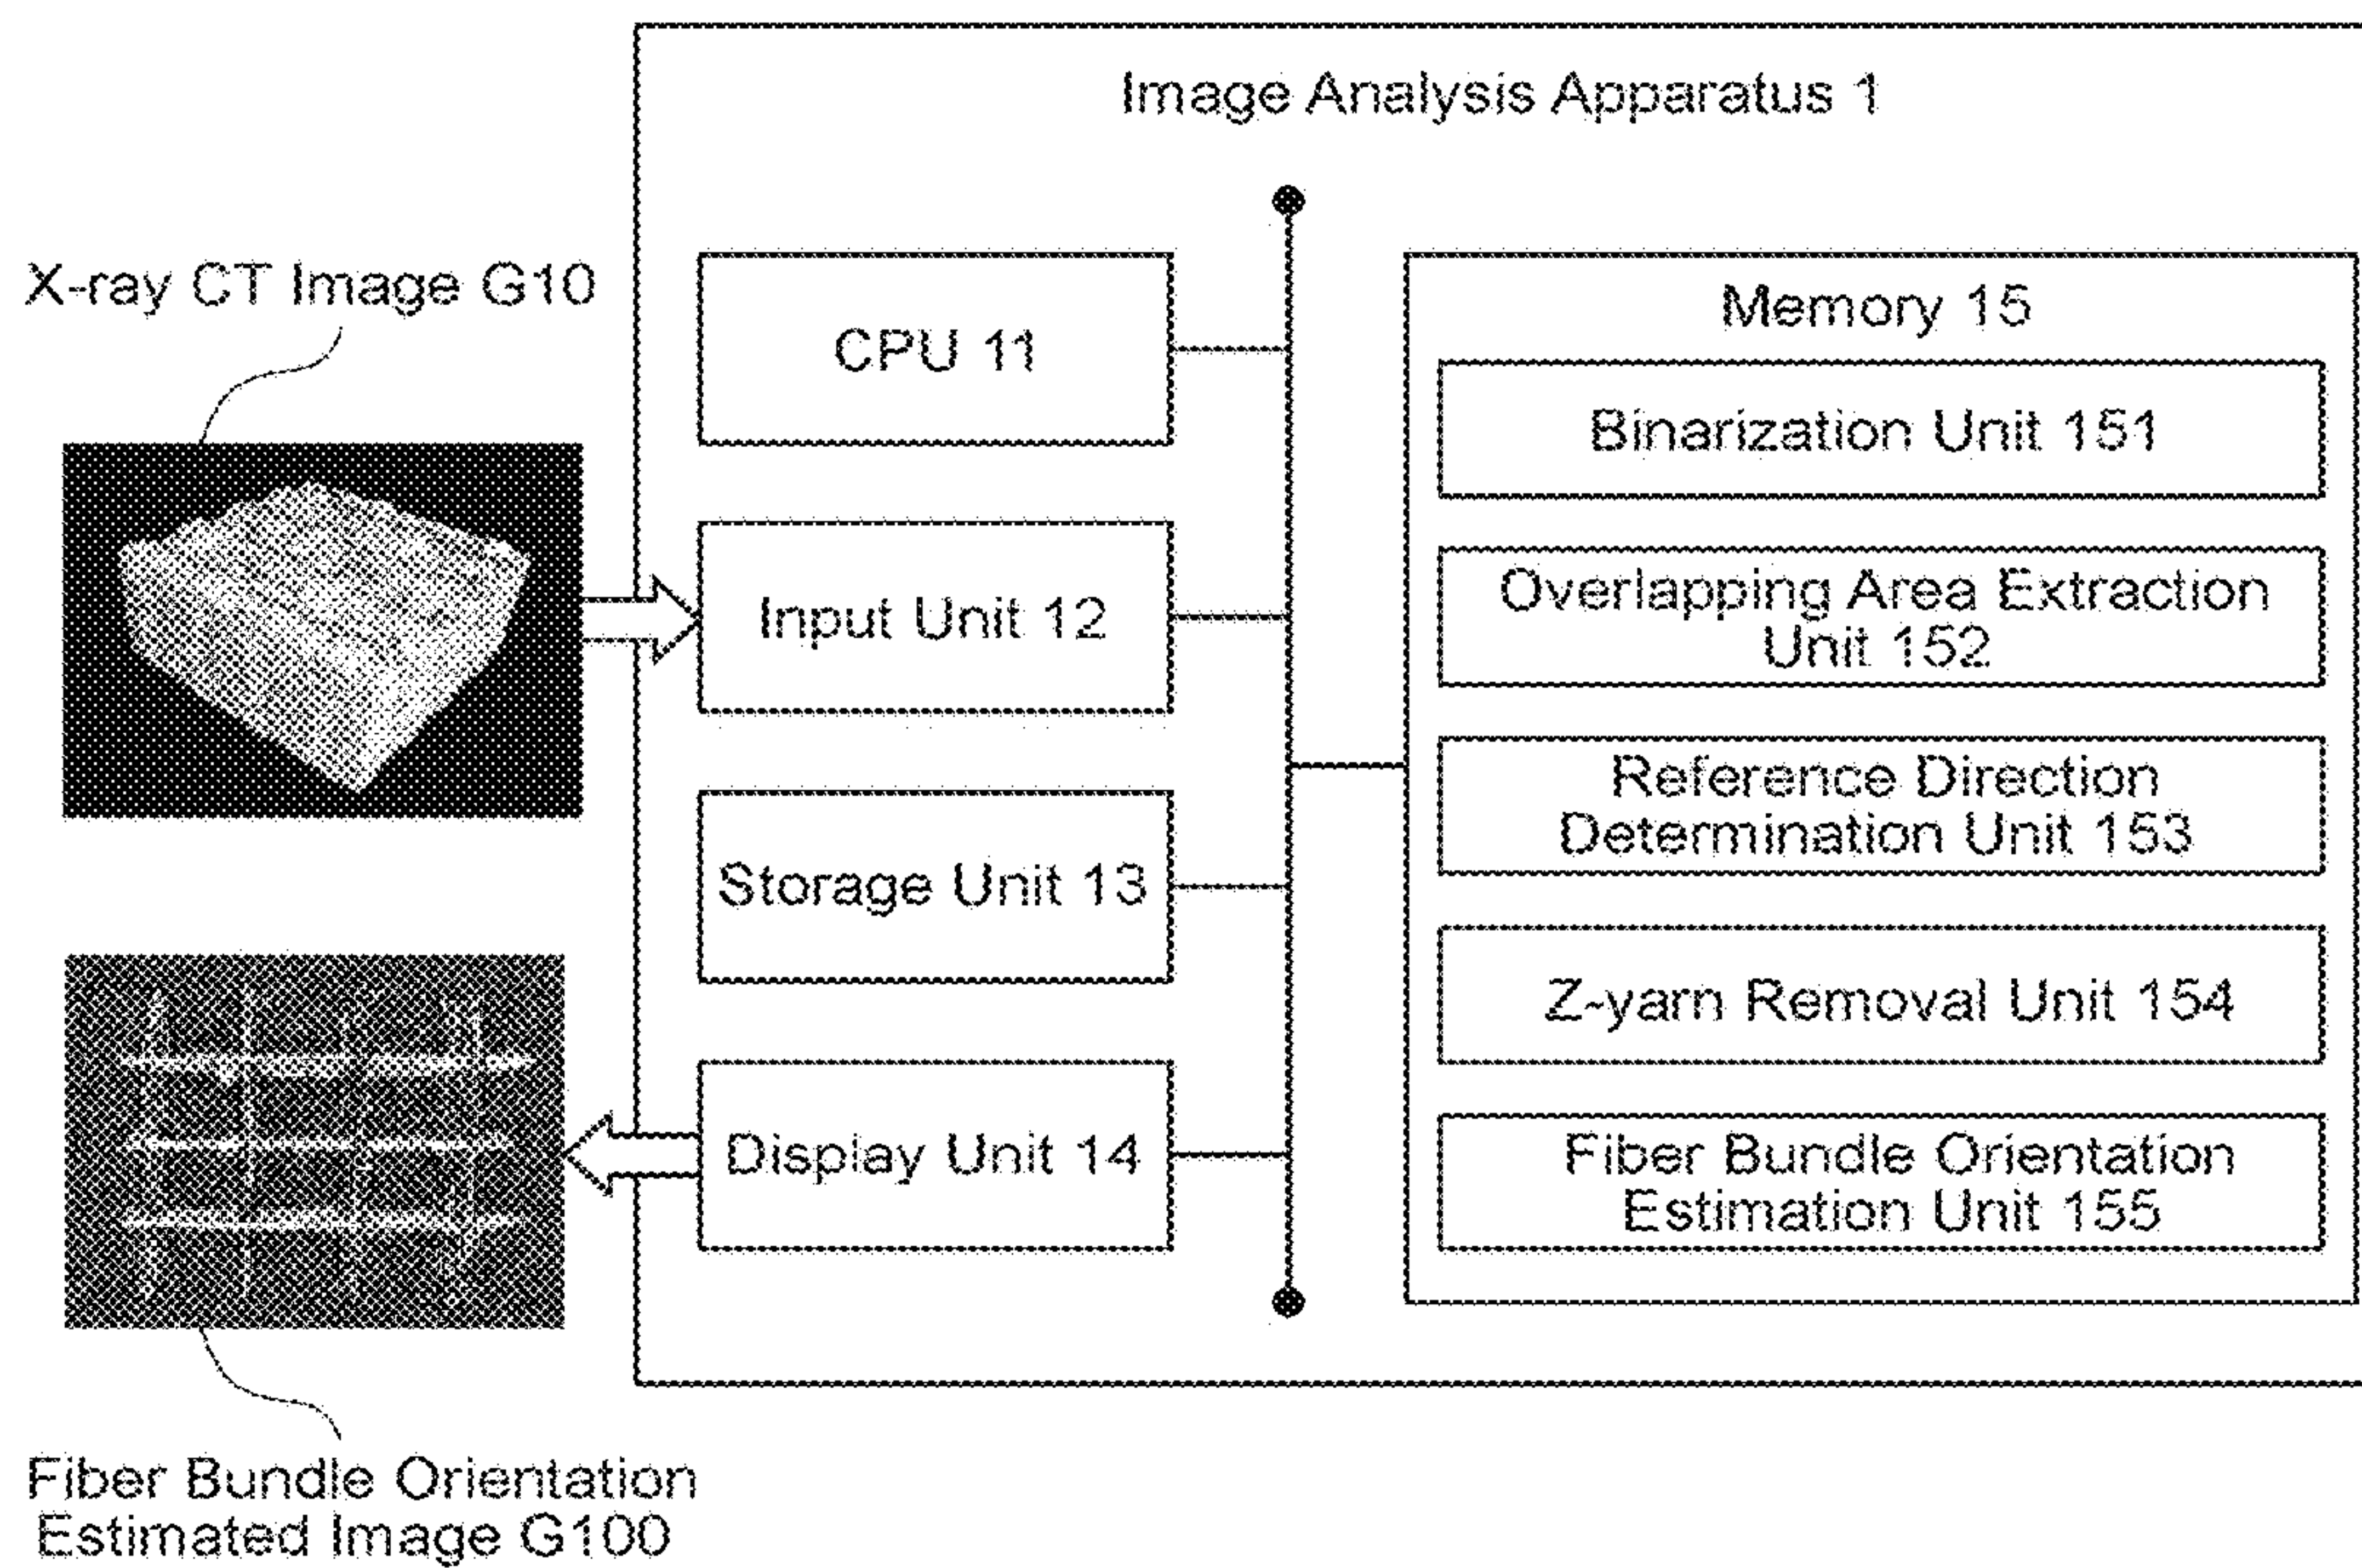 Image Analysis Apparatus 1
X-ray CT Image G10
CPU 11
Input Unit 12
Storage Unit 13
Display Unit 14
Memory 15
Binarization Unit 151
Overlapping Area Extraction
Unit 152
Reference Direction
Determination Unit 153
Z-yarn Removal Unit 154
Fiber Bundle Orientation
Estimation Unit 155
Fiber Bundle Orientation
Estimated Image G100